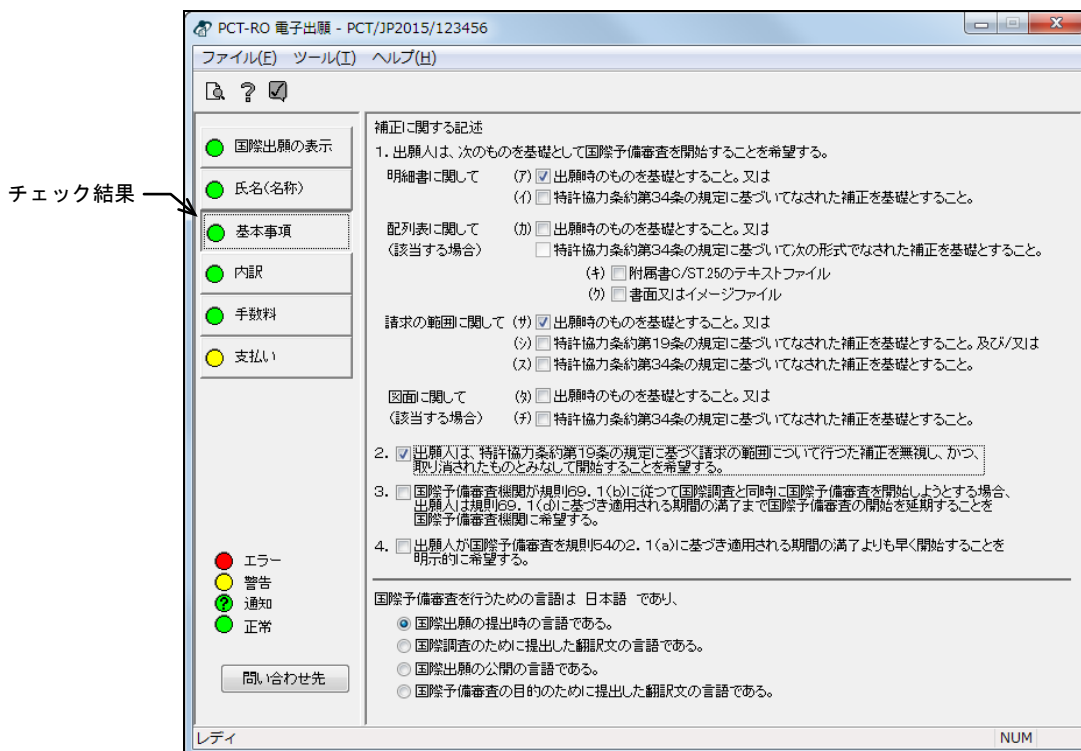 PCT-RO 電子出願 - PCT/JP2015/123456
ファイル(F) ツール(T) ヘルプ(H)
チェック結果
国際出願の表示
氏名(名称)
基本事項
内訳
手数料
支払い
エラー
警告
通知
正常
問い合わせ先
補正に関する記述
1. 出願人は、次のものを基礎として国際予備審査を開始することを希望する。
明細書に関して (ア) 出願時のものを基礎とすること。又は
(イ) 特許協力条約第34条の規定に基づいてなされた補正を基礎とすること。
配列表に関して (カ) 出願時のものを基礎とすること。又は
(該当する場合) 特許協力条約第34条の規定に基づいて次の形式でなされた補正を基礎とすること。
(キ) 附属書C/ST.25のテキストファイル
(ク) 書面又はイメージファイル
請求の範囲に関して (サ) 出願時のものを基礎とすること。又は
(シ) 特許協力条約第19条の規定に基づいてなされた補正を基礎とすること。及び/又は
(ス) 特許協力条約第34条の規定に基づいてなされた補正を基礎とすること。
図面に関して (タ) 出願時のものを基礎とすること。又は
(該当する場合) (チ) 特許協力条約第34条の規定に基づいてなされた補正を基礎とすること。
2. 出願人は、特許協力条約第19条の規定に基づく請求の範囲について行つた補正を無視し、かつ、
取り消されたものとみなして開始することを希望する。
3. 国際予備審査機関が規則69. 1(b)に従つて国際調査と同時に国際予備審査を開始しようとする場合、
出願人は規則69. 1(d)に基づき適用される期間の満了まで国際予備審査の開始を延期することを
国際予備審査機関に希望する。
4. 出願人が国際予備審査を規則54の2. 1(a)に基づき適用される期間の満了よりも早く開始することを
明示的に希望する。
国際予備審査を行うための言語は 日本語 であり、
国際出願の提出時の言語である。
国際調査のために提出した翻訳文の言語である。
国際出願の公開の言語である。
国際予備審査の目的のために提出した翻訳文の言語である。
レディ
NUM